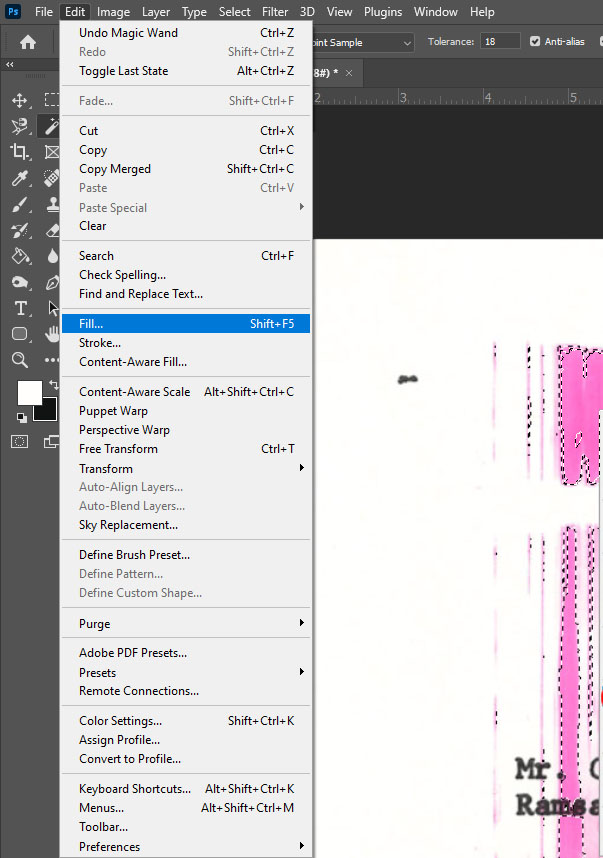 Ps File Edit Image Layer Type Select Filter 3D View Plugins Window Help
Point Sample Tolerance: 18 Anti-alias
8#) * ×
2 3 4 5
Undo Magic Wand Ctrl+Z
Redo Shift+Ctrl+Z
Toggle Last State Alt+Ctrl+Z
Fade... Shift+Ctrl+F
Cut Ctrl+X
Copy Ctrl+C
Copy Merged Shift+Ctrl+C
Paste Ctrl+V
Paste Special
Clear
Search Ctrl+F
Check Spelling...
Find and Replace Text...
Fill... Shift+F5
Stroke...
Content-Aware Fill...
Content-Aware Scale Alt+Shift+Ctrl+C
Puppet Warp
Perspective Warp
Free Transform Ctrl+T
Transform
Auto-Align Layers...
Auto-Blend Layers...
Sky Replacement...
Define Brush Preset...
Define Pattern...
Define Custom Shape...
Purge
Adobe PDF Presets...
Presets
Remote Connections...
Color Settings... Shift+Ctrl+K
Assign Profile...
Convert to Profile...
Keyboard Shortcuts... Alt+Shift+Ctrl+K
Menus... Alt+Shift+Ctrl+M
Toolbar...
Preferences
Mr.
Ramsa